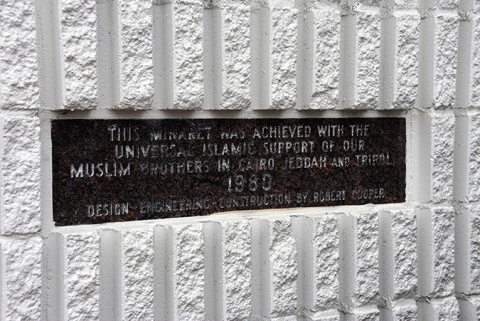 THIS MINARET WAS ACHIEVED WITH THE
UNIVERSAL ISLAMIC SUPPORT OF OUR
MUSLIM BROTHERS IN CAIRO JEDDAH AND TRIPOLI
1980
DESIGN - ENGINEERING - CONSTRUCTION BY ROBERT COOPER